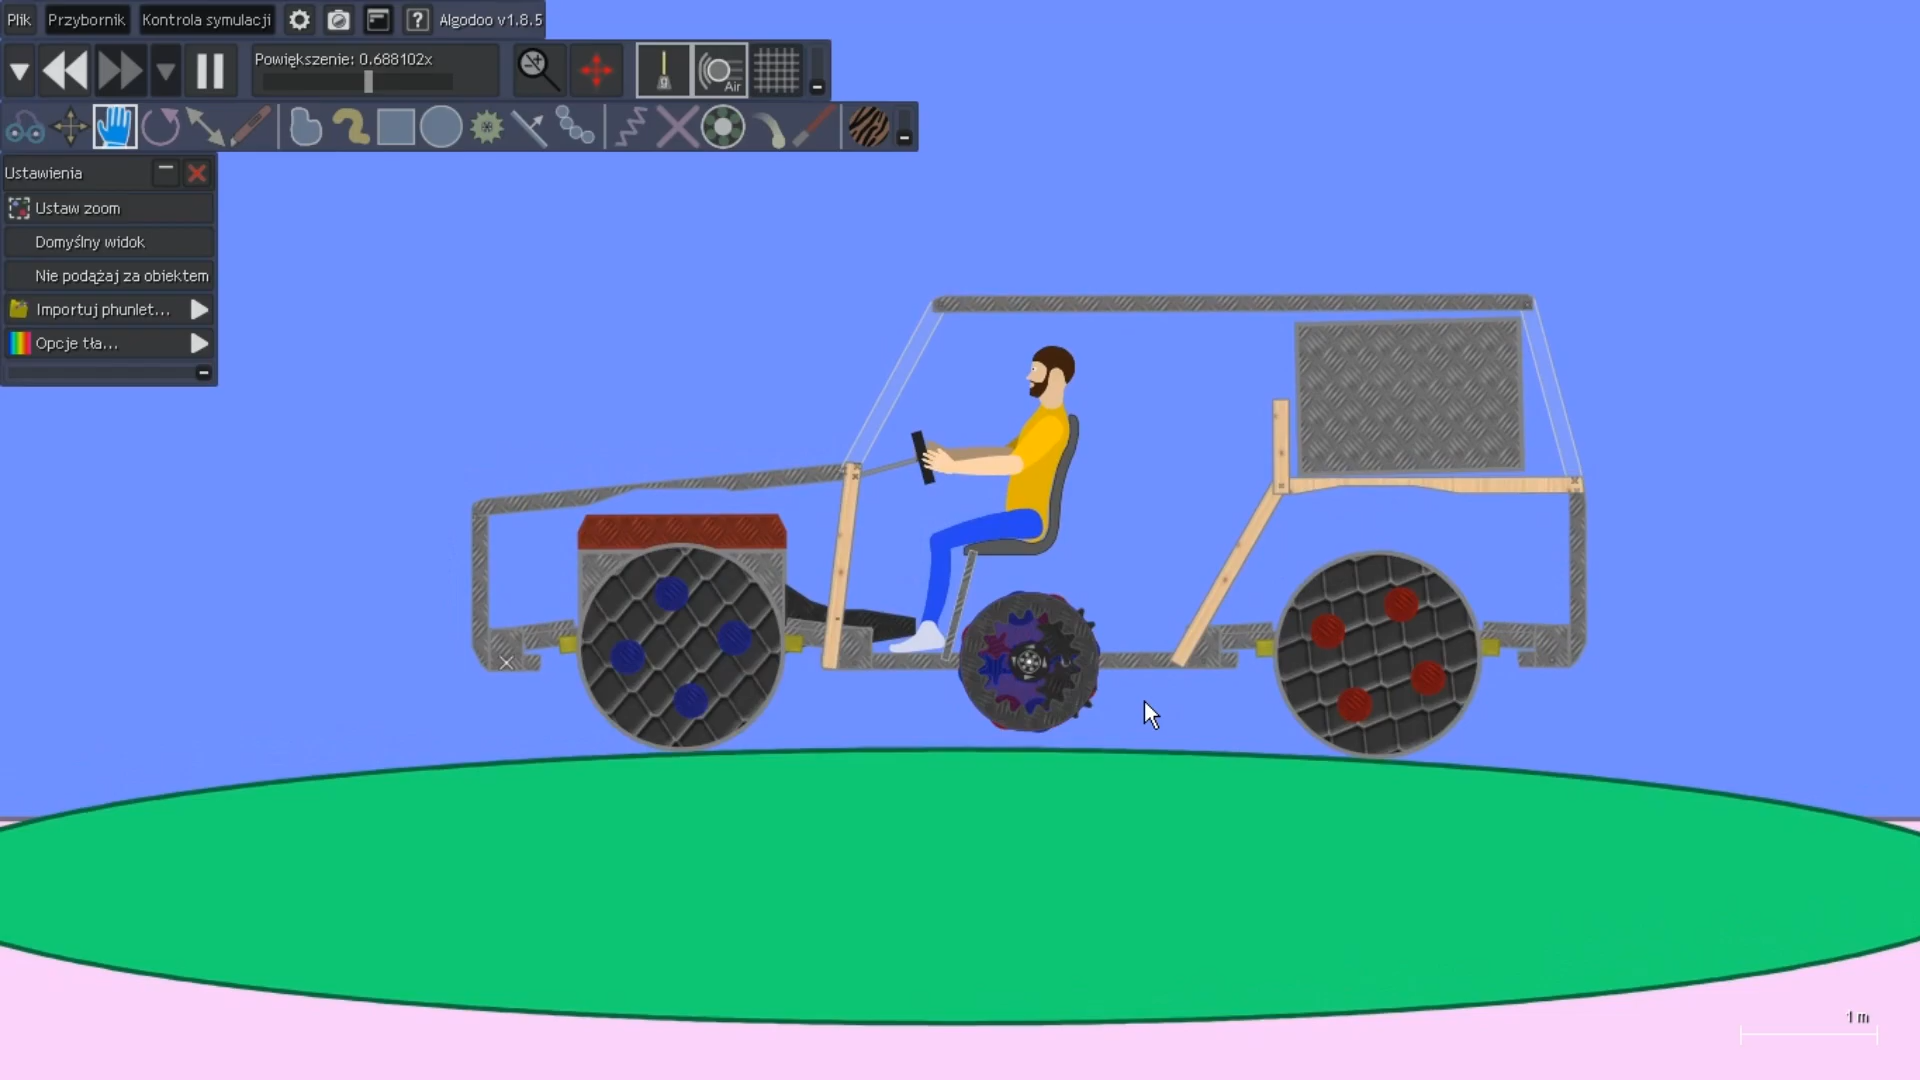 Plik Przybornik Kontrola symulacji Algodoo v1.8.5
Powiększenie: 0.688102x
Air
Ustawienia
Ustaw zoom
Domyślny widok
Nie podążaj za obiektem
Importuj phunlet...
Opcje tła...
1 m